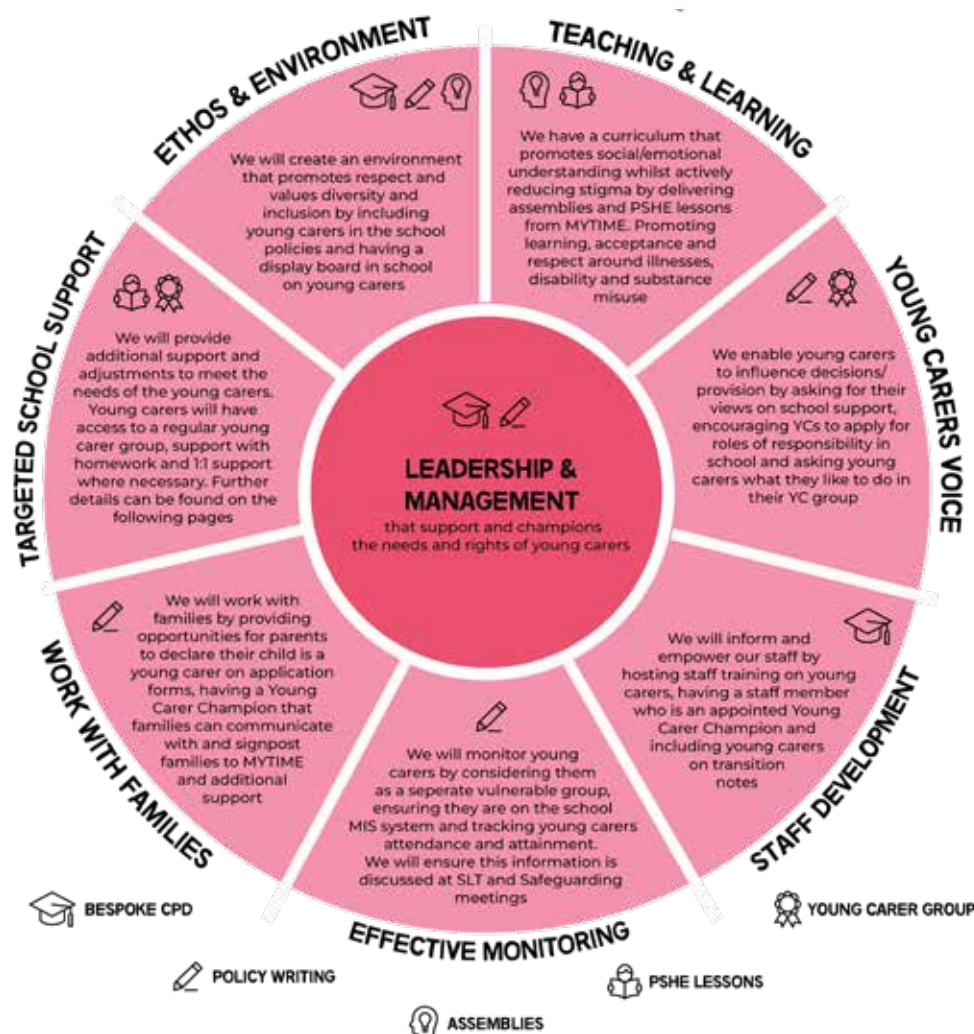 ETHOS & ENVIRONMENT
We will create an environment
that promotes respect and
values diversity and
inclusion by including
young carers in the school
policies and having a
display board in school
on young carers
TEACHING & LEARNING
We have a curriculum that
promotes social/emotional
understanding whilst actively
reducing stigma by delivering
assemblies and PSHE lessons
from MYTIME. Promoting
learning, acceptance and
respect around illnesses,
disability and substance
misuse
YOUNG CARERS VOICE
We enable young carers
to influence decisions/
provision by asking for their
views on school support,
encouraging YCs to apply for
roles of responsibility in
school and asking young
carers what they like to do in
their YC group
STAFF DEVELOPMENT
We will inform and
empower our staff by
hosting staff training on young
carers, having a staff member
who is an appointed Young
Carer Champion and
including young carers
on transition
notes
EFFECTIVE MONITORING
We will monitor young
carers by considering them
as a seperate vulnerable group,
ensuring they are on the school
MIS system and tracking young carers
attendance and attainment.
We will ensure this information is
discussed at SLT and Safeguarding
meetings
WORK WITH FAMILIES
We will work with
families by providing
opportunities for parents
to declare their child is a
young carer on application
forms, having a Young
Carer Champion that
families can communicate
with and signpost
families to MYTIME
and additional
support
TARGETED SCHOOL SUPPORT
We will provide
additional support and
adjustments to meet the
needs of the young carers.
Young carers will have
access to a regular young
carer group, support with
homework and 1:1 support
where necessary. Further
details can be found on the
following pages
LEADERSHIP &
MANAGEMENT
that support and champions
the needs and rights of young carers
BESPOKE CPD
POLICY WRITING
ASSEMBLIES
PSHE LESSONS
YOUNG CARER GROUP